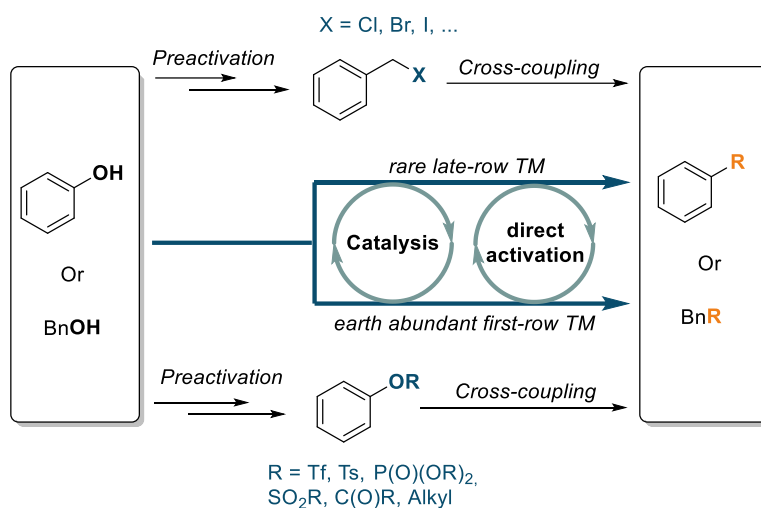 X = Cl, Br, I, ...
Preactivation
X
Cross-coupling
OH
Or
BnOH
rare late-row TM
Catalysis
direct
activation
earth abundant first-row TM
R
Or
BnR
Preactivation
OR
Cross-coupling
R = Tf, Ts, P(O)(OR)2,
SO2R, C(O)R, Alkyl